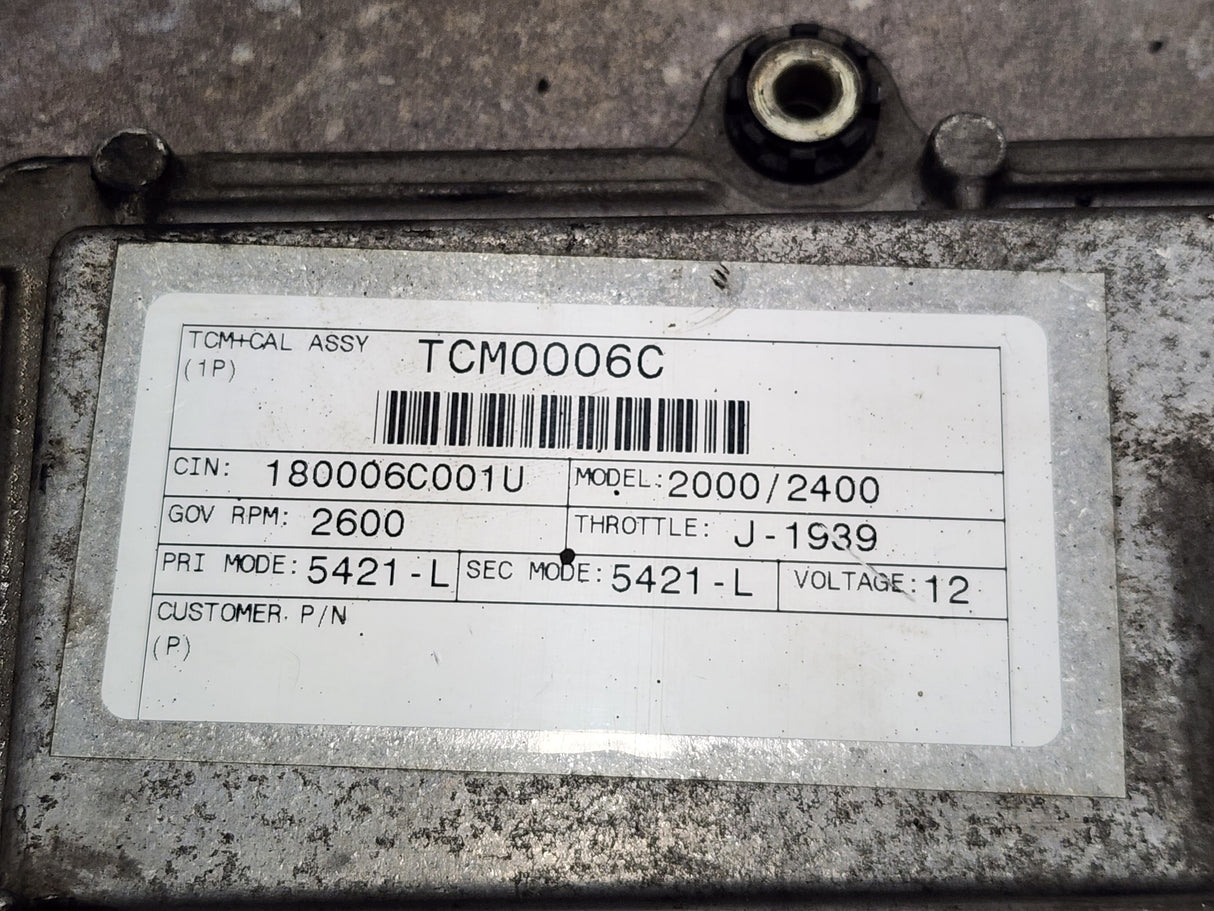 TCM+CAL ASSY TCM0006C
(1P)
CIN: 180006C001U MODEL: 2000/2400
GOV RPM: 2600 THROTTLE: J-1939
PRI MODE: 5421-L SEC MODE: 5421-L VOLTAGE: 12
CUSTOMER P/N
(P)